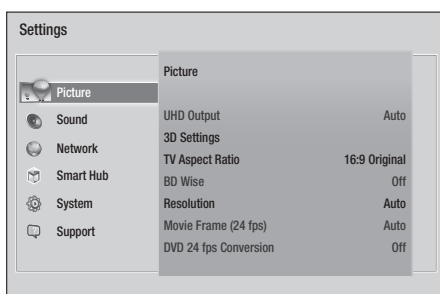 Settings
Picture
Sound
Network
Smart Hub
System
Support
Picture
UHD Output Auto
3D Settings
TV Aspect Ratio 16:9 Original
BD Wise Off
Resolution Auto
Movie Frame (24 fps) Auto
DVD 24 fps Conversion Off